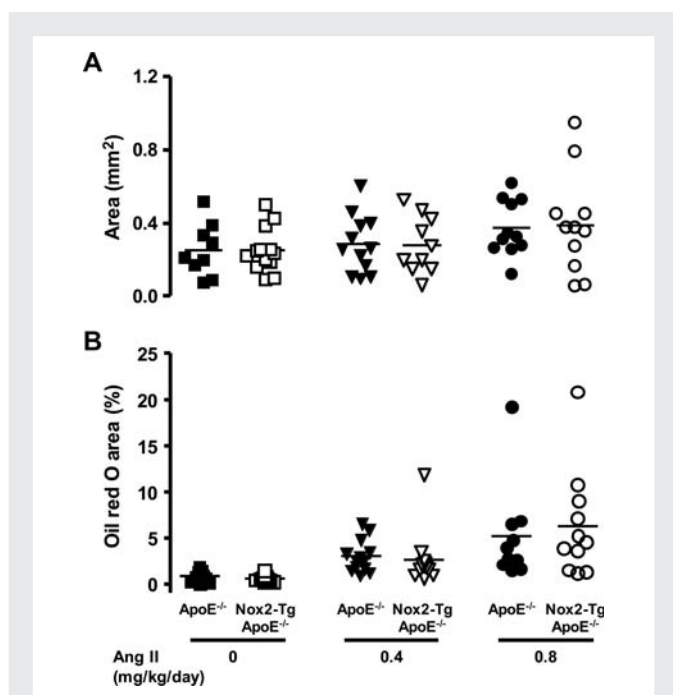 A
Area (mm²)
1.2
0.8
0.4
0.0
B
Oil red O area (%)
25
20
15
10
5
0
ApoE⁻/⁻ Nox2-Tg ApoE⁻/⁻ Nox2-Tg ApoE⁻/⁻ Nox2-Tg
ApoE⁻/⁻ ApoE⁻/⁻ ApoE⁻/⁻
Ang II 0 0.4 0.8
(mg/kg/day)